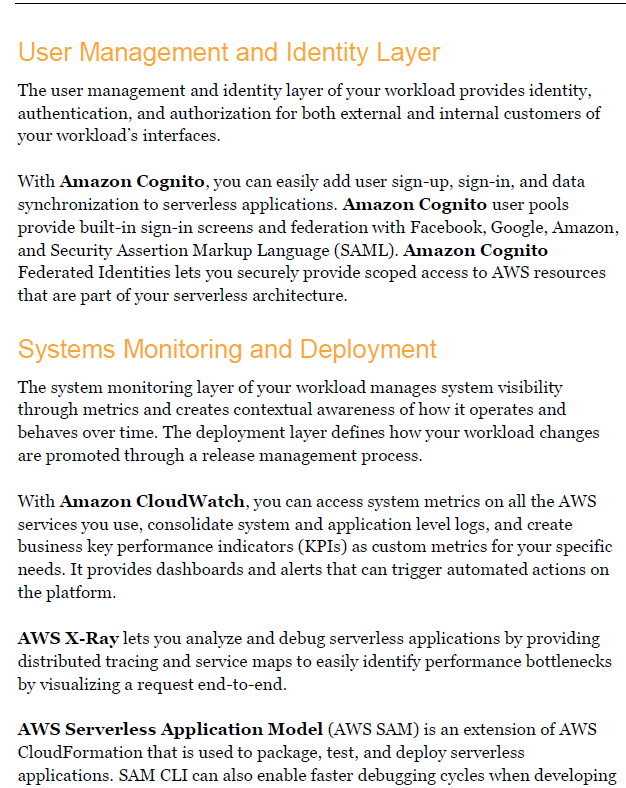 User Management and Identity Layer
The user management and identity layer of your workload provides identity,
authentication, and authorization for both external and internal customers of
your workload's interfaces.
With Amazon Cognito, you can easily add user sign-up, sign-in, and data
synchronization to serverless applications. Amazon Cognito user pools
provide built-in sign-in screens and federation with Facebook, Google, Amazon,
and Security Assertion Markup Language (SAML). Amazon Cognito
Federated Identities lets you securely provide scoped access to AWS resources
that are part of your serverless architecture.
Systems Monitoring and Deployment
The system monitoring layer of your workload manages system visibility
through metrics and creates contextual awareness of how it operates and
behaves over time. The deployment layer defines how your workload changes
are promoted through a release management process.
With Amazon CloudWatch, you can access system metrics on all the AWS
services you use, consolidate system and application level logs, and create
business key performance indicators (KPIs) as custom metrics for your specific
needs. It provides dashboards and alerts that can trigger automated actions on
the platform.
AWS X-Ray lets you analyze and debug serverless applications by providing
distributed tracing and service maps to easily identify performance bottlenecks
by visualizing a request end-to-end.
AWS Serverless Application Model (AWS SAM) is an extension of AWS
CloudFormation that is used to package, test, and deploy serverless
applications. SAM CLI can also enable faster debugging cycles when developing